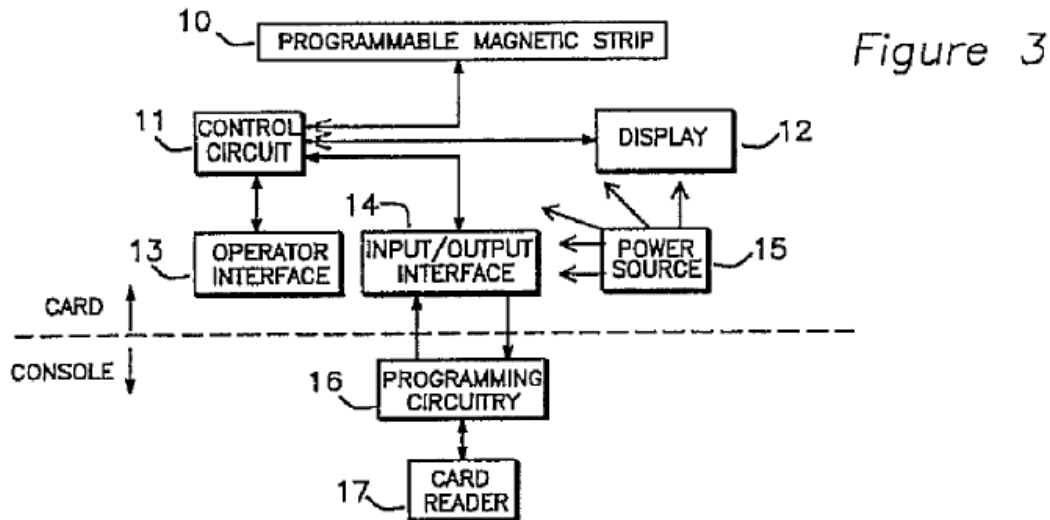 Figure 3
10
PROGRAMMABLE MAGNETIC STRIP
11
CONTROL
CIRCUIT
DISPLAY
12
13
OPERATOR
INTERFACE
14
INPUT/OUTPUT
INTERFACE
POWER
SOURCE
15
CARD
CONSOLE
16
PROGRAMMING
CIRCUITRY
17
CARD
READER